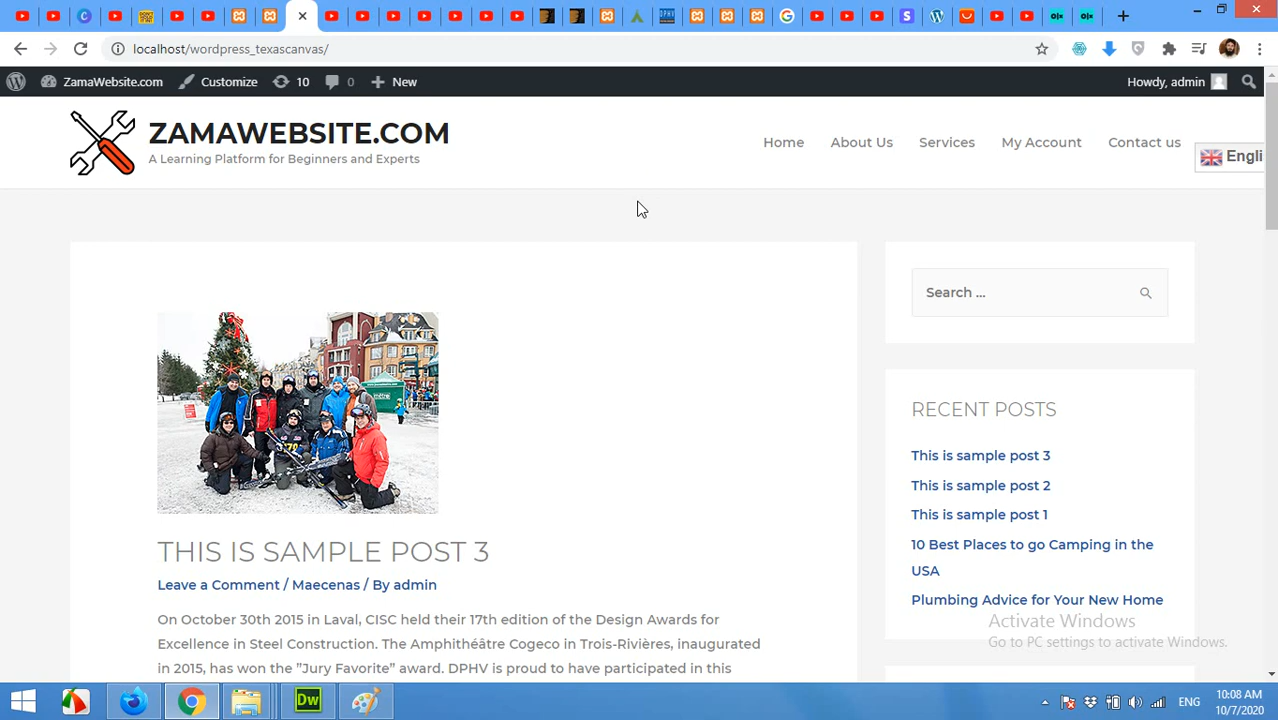 localhost/wordpress_texascanvas/
ZamaWebsite.com
Customize
10
0
New
Howdy, admin
ZAMAWEBSITE.COM
A Learning Platform for Beginners and Experts
Home
About Us
Services
My Account
Contact us
Engli
Search ...
RECENT POSTS
This is sample post 3
This is sample post 2
This is sample post 1
10 Best Places to go Camping in the
USA
Plumbing Advice for Your New Home
THIS IS SAMPLE POST 3
Leave a Comment / Maecenas / By admin
On October 30th 2015 in Laval, CISC held their 17th edition of the Design Awards for
Excellence in Steel Construction. The Amphithéâtre Cogeco in Trois-Rivières, inaugurated
in 2015, has won the "Jury Favorite" award. DPHV is proud to have participated in this
Activate Windows
Go to PC settings to activate Windows.
Dw
ENG
10:08 AM
10/7/2020